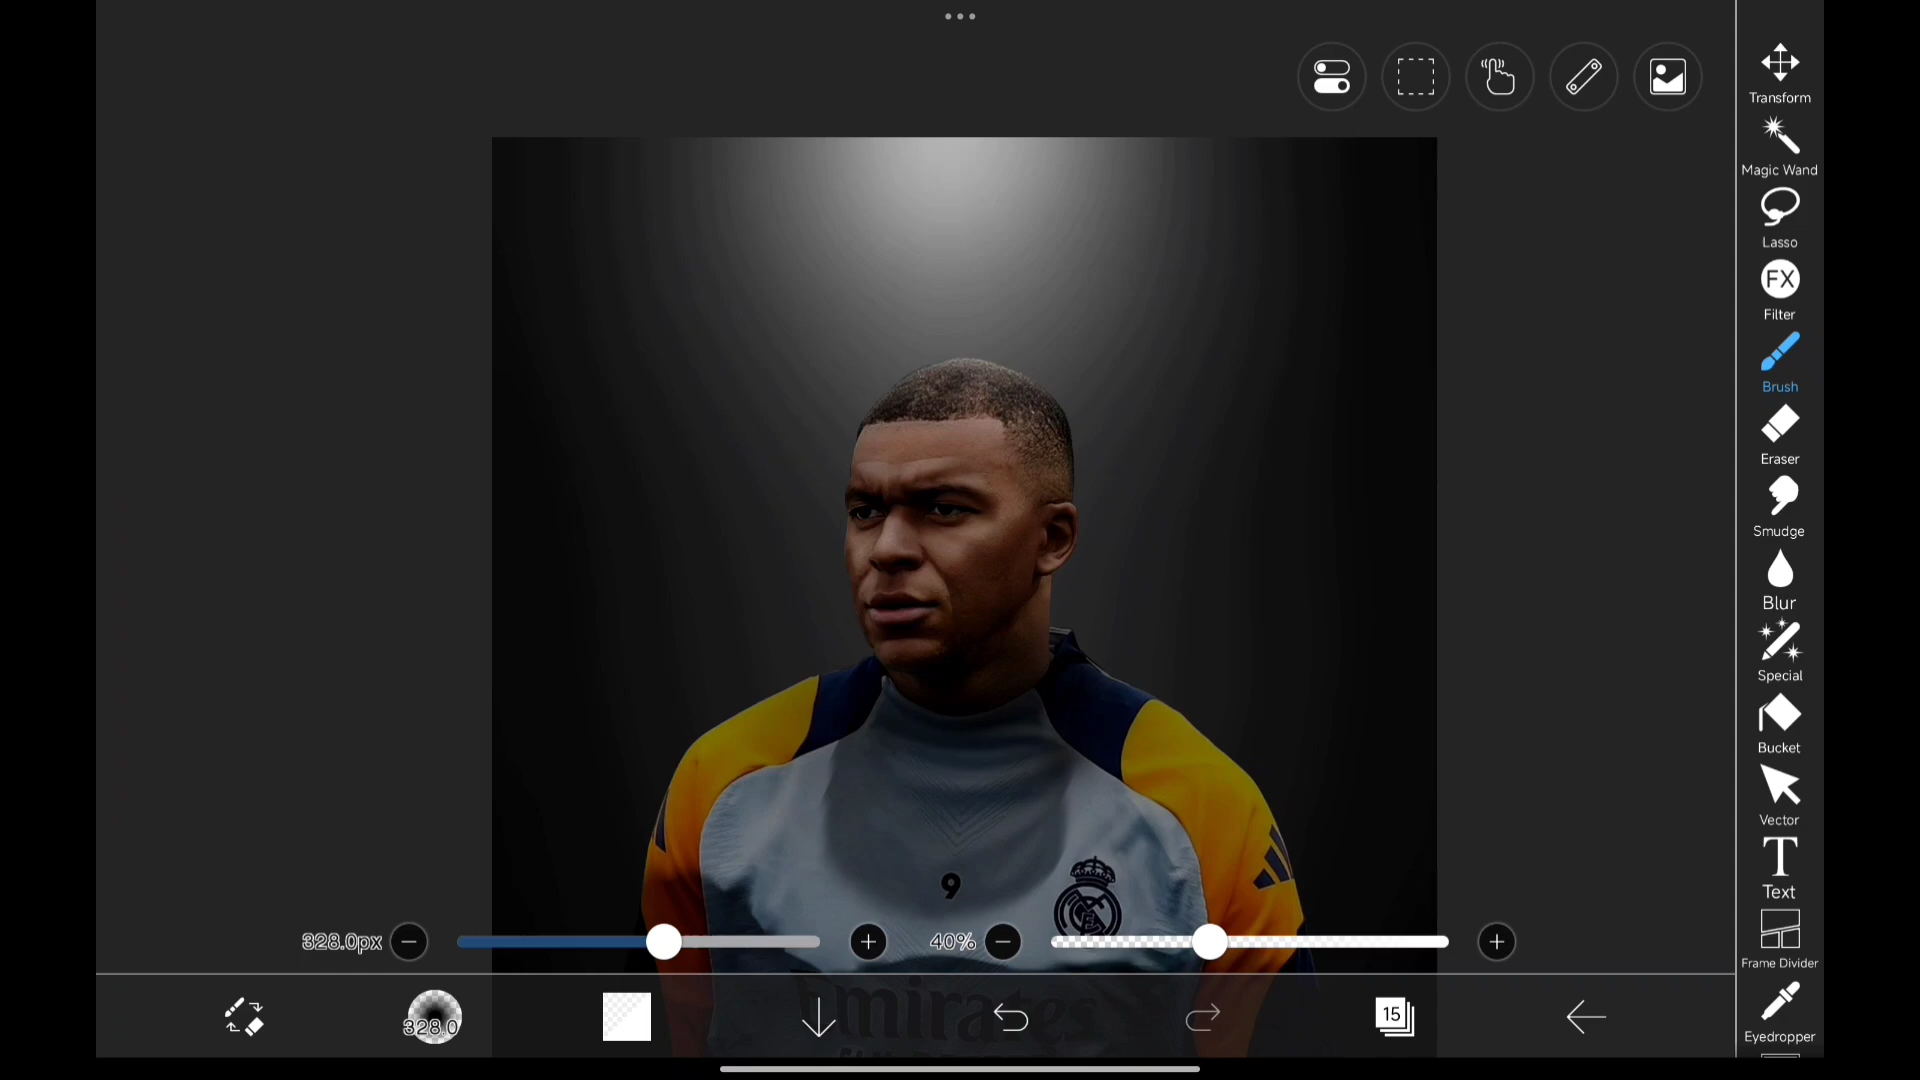 Transform
Magic Wand
Lasso
FX
Filter
Brush
Eraser
Smudge
Blur
Special
Bucket
Vector
T
Text
Frame Divider
Eyedropper
9
328.0px
40%
Emirates
328.0
15